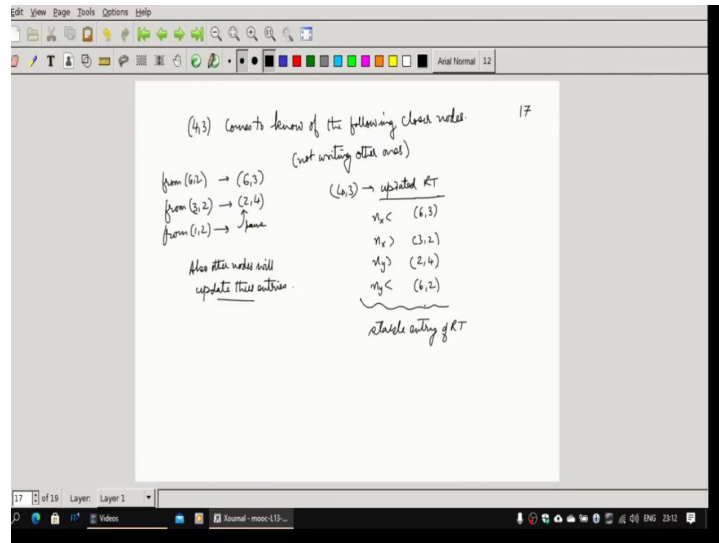 Edit View Page Tools Options Help
Arial Normal 12
17
(4,3) comes to know of the following closer nodes.
(not writing other ones)
from (6,2) → (6,3)
from (3,2) → (2,4)
from (1,2) →
Also other nodes will
update their entries.
(4,3) → updated RT
nx< (6,3)
nx> (3,2)
ny> (2,4)
ny< (6,2)
stable entry of RT
17 of 19 Layer: Layer 1
Videos
Xournal - mooc-L13-...
ENG 23:12